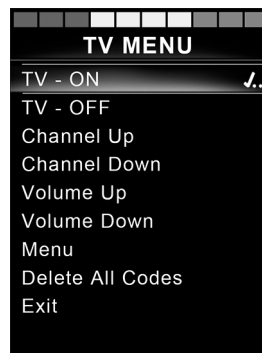 TV MENU
TV - ON
TV - OFF
Channel Up
Channel Down
Volume Up
Volume Down
Menu
Delete All Codes
Exit